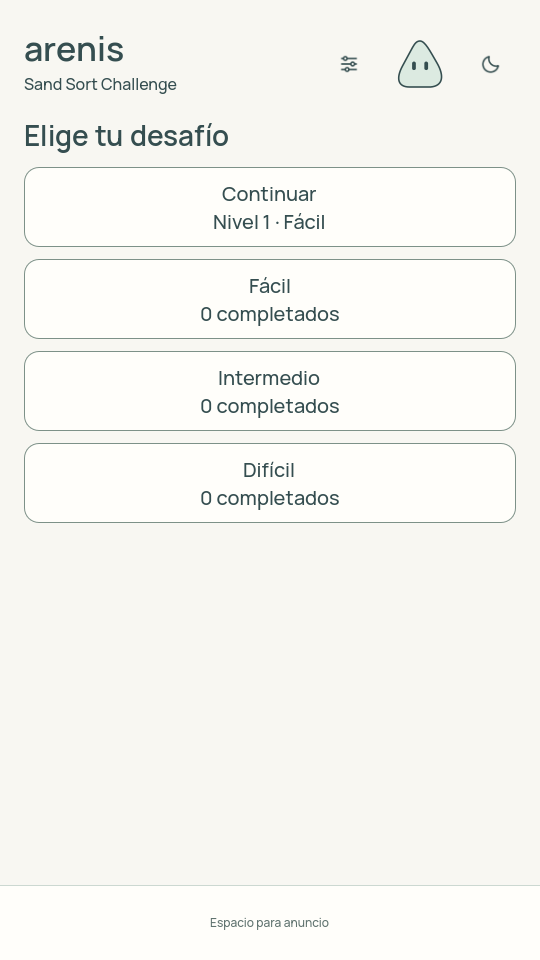 arenis
Sand Sort Challenge
Elige tu desafío
Continuar
Nivel 1 · Fácil
Fácil
0 completados
Intermedio
0 completados
Difícil
0 completados
Espacio para anuncio